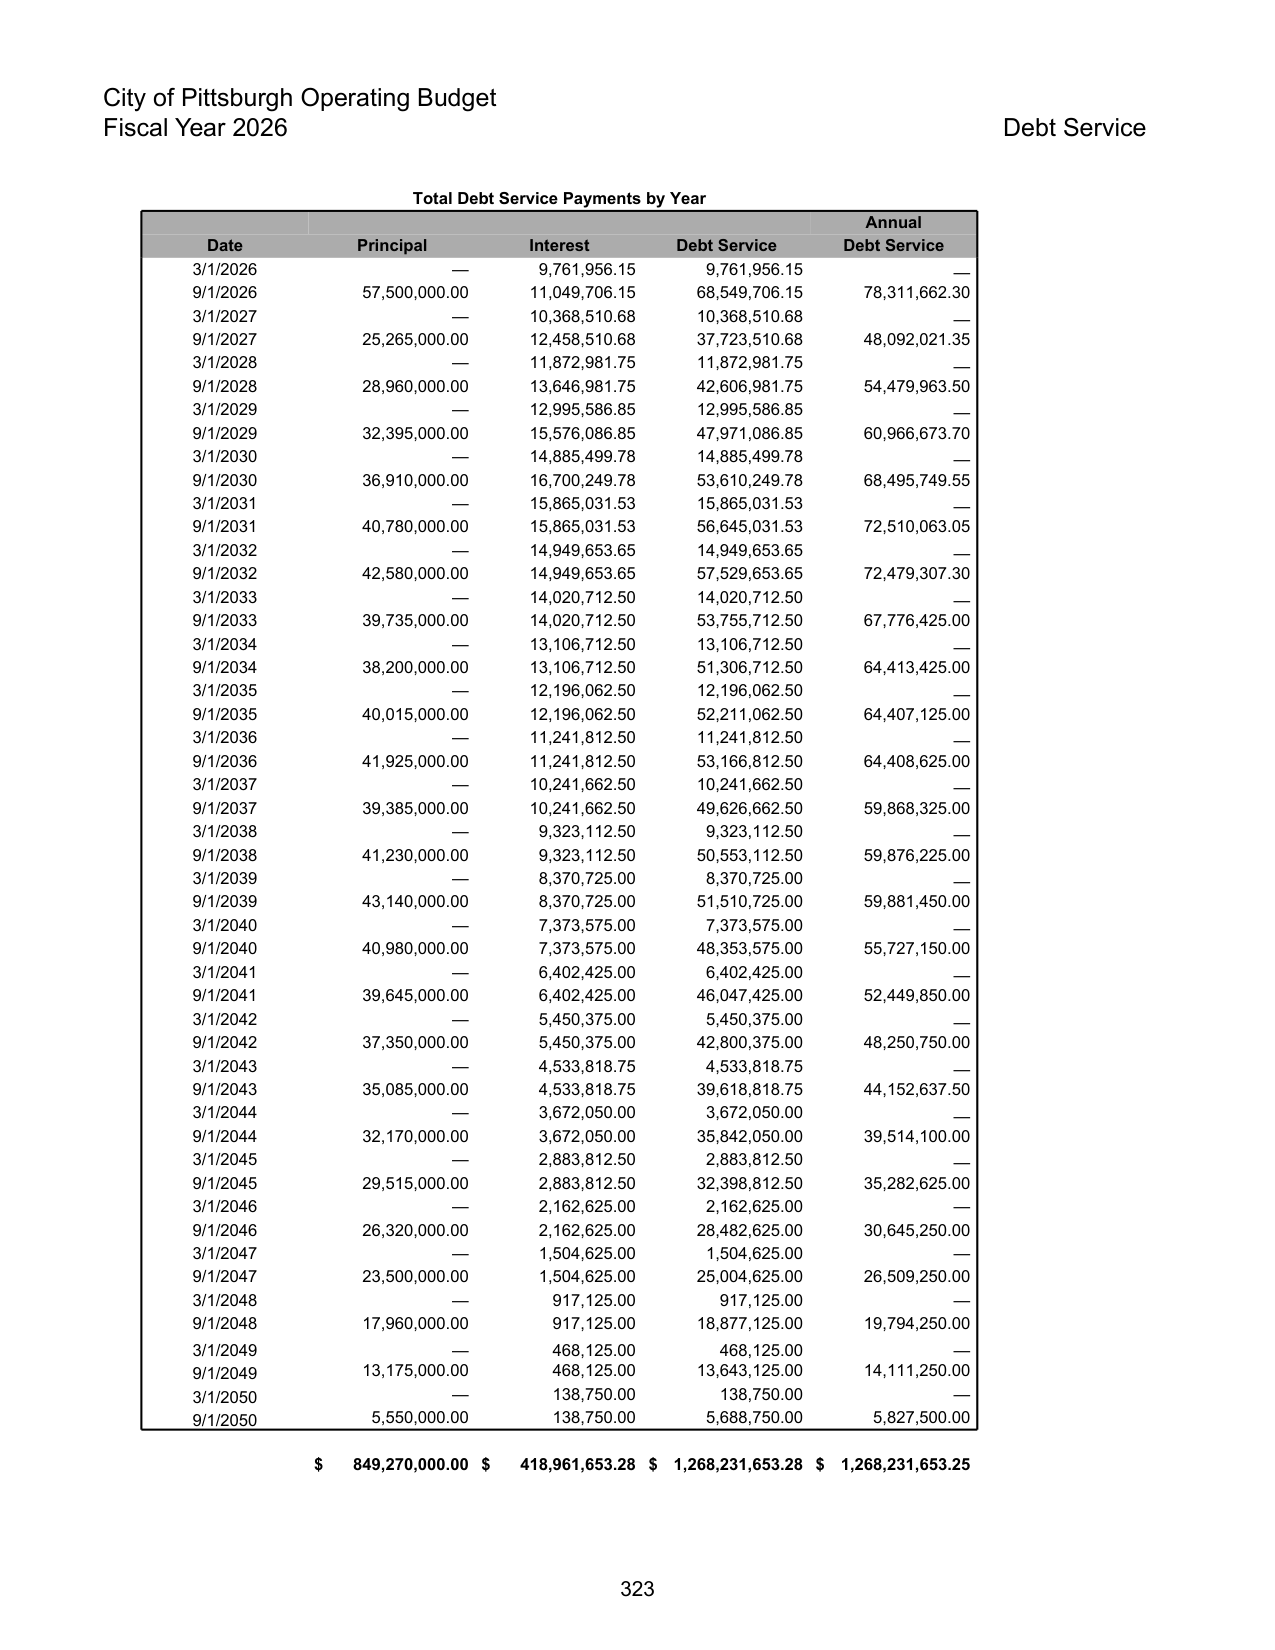 City of Pittsburgh Operating Budget
Fiscal Year 2026 Debt Service
Total Debt Service Payments by Year
Annual
Date Principal Interest Debt Service Debt Service
3/1/2026 — 9,761,956.15 9,761,956.15 —
9/1/2026 57,500,000.00 11,049,706.15 68,549,706.15 78,311,662.30
3/1/2027 — 10,368,510.68 10,368,510.68 —
9/1/2027 25,265,000.00 12,458,510.68 37,723,510.68 48,092,021.35
3/1/2028 — 11,872,981.75 11,872,981.75 —
9/1/2028 28,960,000.00 13,646,981.75 42,606,981.75 54,479,963.50
3/1/2029 — 12,995,586.85 12,995,586.85 —
9/1/2029 32,395,000.00 15,576,086.85 47,971,086.85 60,966,673.70
3/1/2030 — 14,885,499.78 14,885,499.78 —
9/1/2030 36,910,000.00 16,700,249.78 53,610,249.78 68,495,749.55
3/1/2031 — 15,865,031.53 15,865,031.53 —
9/1/2031 40,780,000.00 15,865,031.53 56,645,031.53 72,510,063.05
3/1/2032 — 14,949,653.65 14,949,653.65 —
9/1/2032 42,580,000.00 14,949,653.65 57,529,653.65 72,479,307.30
3/1/2033 — 14,020,712.50 14,020,712.50 —
9/1/2033 39,735,000.00 14,020,712.50 53,755,712.50 67,776,425.00
3/1/2034 — 13,106,712.50 13,106,712.50 —
9/1/2034 38,200,000.00 13,106,712.50 51,306,712.50 64,413,425.00
3/1/2035 — 12,196,062.50 12,196,062.50 —
9/1/2035 40,015,000.00 12,196,062.50 52,211,062.50 64,407,125.00
3/1/2036 — 11,241,812.50 11,241,812.50 —
9/1/2036 41,925,000.00 11,241,812.50 53,166,812.50 64,408,625.00
3/1/2037 — 10,241,662.50 10,241,662.50 —
9/1/2037 39,385,000.00 10,241,662.50 49,626,662.50 59,868,325.00
3/1/2038 — 9,323,112.50 9,323,112.50 —
9/1/2038 41,230,000.00 9,323,112.50 50,553,112.50 59,876,225.00
3/1/2039 — 8,370,725.00 8,370,725.00 —
9/1/2039 43,140,000.00 8,370,725.00 51,510,725.00 59,881,450.00
3/1/2040 — 7,373,575.00 7,373,575.00 —
9/1/2040 40,980,000.00 7,373,575.00 48,353,575.00 55,727,150.00
3/1/2041 — 6,402,425.00 6,402,425.00 —
9/1/2041 39,645,000.00 6,402,425.00 46,047,425.00 52,449,850.00
3/1/2042 — 5,450,375.00 5,450,375.00 —
9/1/2042 37,350,000.00 5,450,375.00 42,800,375.00 48,250,750.00
3/1/2043 — 4,533,818.75 4,533,818.75 —
9/1/2043 35,085,000.00 4,533,818.75 39,618,818.75 44,152,637.50
3/1/2044 — 3,672,050.00 3,672,050.00 —
9/1/2044 32,170,000.00 3,672,050.00 35,842,050.00 39,514,100.00
3/1/2045 — 2,883,812.50 2,883,812.50 —
9/1/2045 29,515,000.00 2,883,812.50 32,398,812.50 35,282,625.00
3/1/2046 — 2,162,625.00 2,162,625.00 —
9/1/2046 26,320,000.00 2,162,625.00 28,482,625.00 30,645,250.00
3/1/2047 — 1,504,625.00 1,504,625.00 —
9/1/2047 23,500,000.00 1,504,625.00 25,004,625.00 26,509,250.00
3/1/2048 — 917,125.00 917,125.00 —
9/1/2048 17,960,000.00 917,125.00 18,877,125.00 19,794,250.00
3/1/2049 — 468,125.00 468,125.00 —
9/1/2049 13,175,000.00 468,125.00 13,643,125.00 14,111,250.00
3/1/2050 — 138,750.00 138,750.00 —
9/1/2050 5,550,000.00 138,750.00 5,688,750.00 5,827,500.00
$ 849,270,000.00 $ 418,961,653.28 $ 1,268,231,653.28 $ 1,268,231,653.25
323